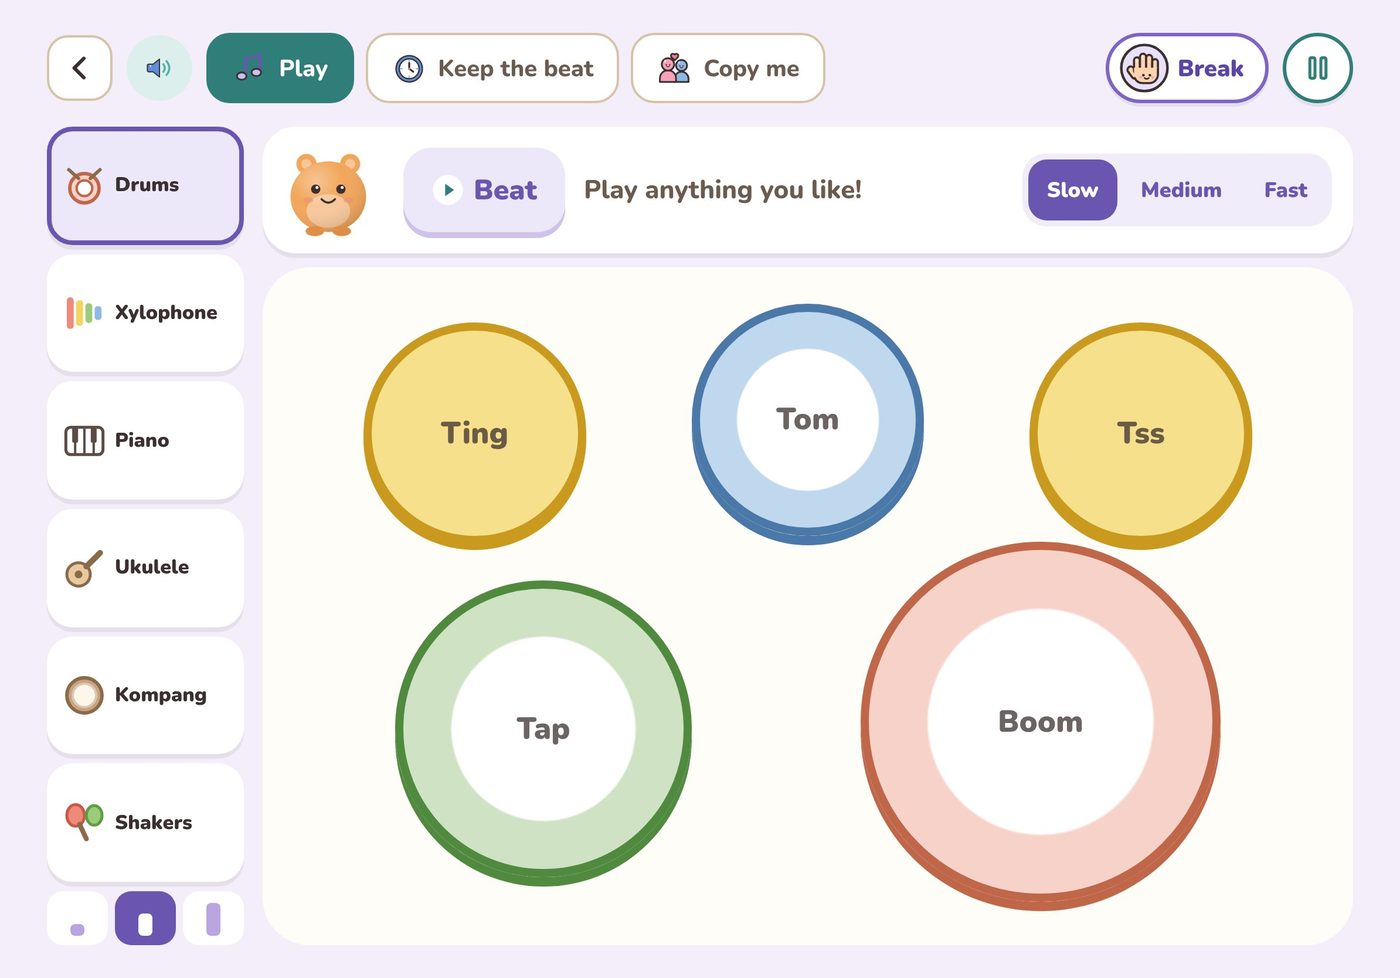 Play
Keep the beat
Copy me
Break
Drums
Xylophone
Piano
Ukulele
Kompang
Shakers
Beat
Play anything you like!
Slow
Medium
Fast
Ting
Tom
Tss
Tap
Boom